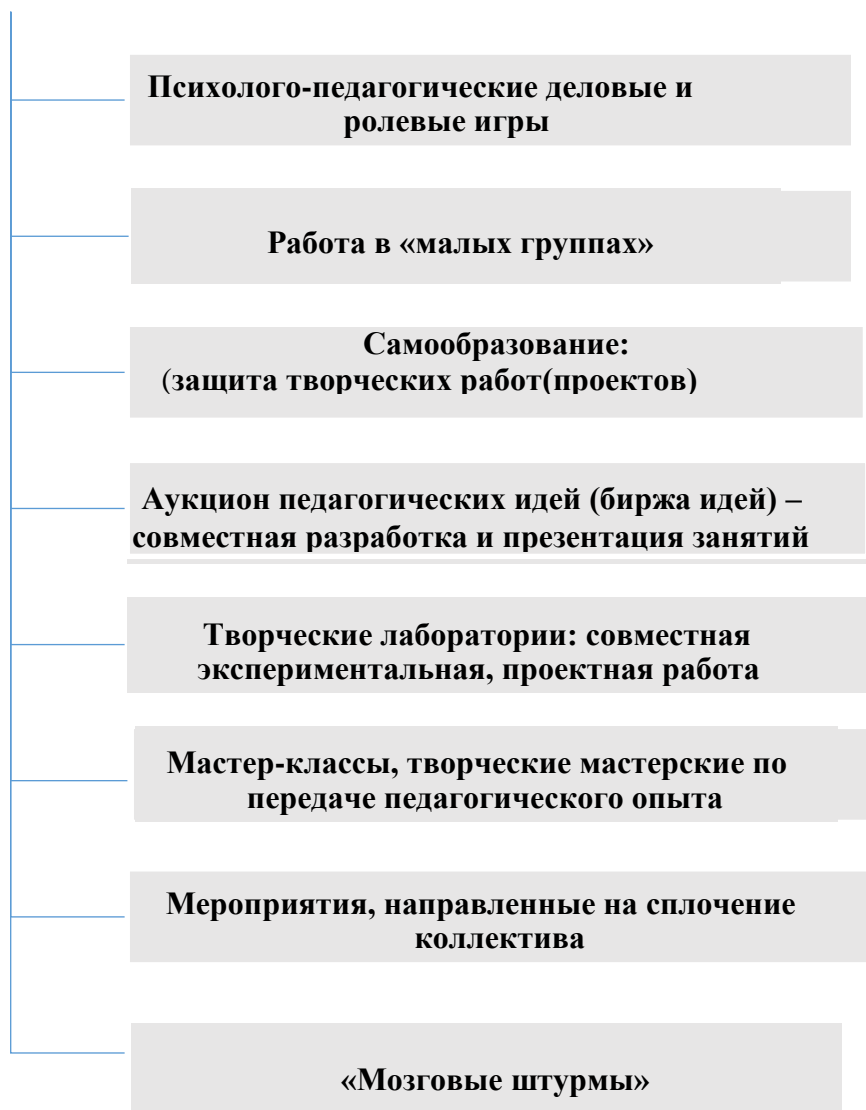 Психолого-педагогические деловые и
ролевые игры
Работа в «малых группах»
Самообразование:
(защита творческих работ(проектов)
Аукцион педагогических идей (биржа идей) –
совместная разработка и презентация занятий
Творческие лаборатории: совместная
экспериментальная, проектная работа
Мастер-классы, творческие мастерские по
передаче педагогического опыта
Мероприятия, направленные на сплочение
коллектива
«Мозговые штурмы»